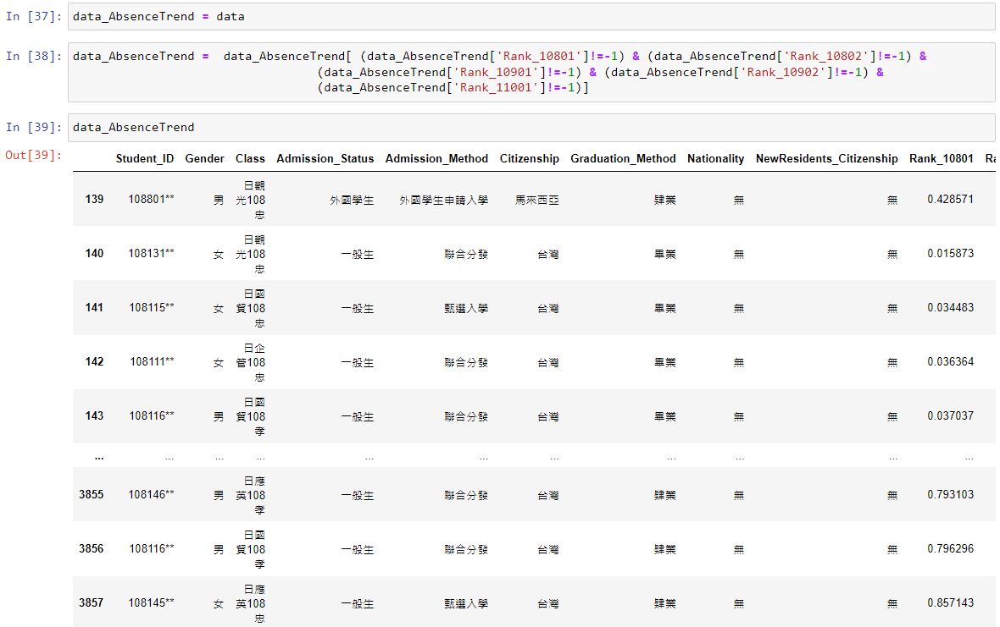 In [37]: data_AbsenceTrend = data
In [38]: data_AbsenceTrend =  data_AbsenceTrend[ (data_AbsenceTrend['Rank_10801']!=-1) & (data_AbsenceTrend['Rank_10802']!=-1) &
(data_AbsenceTrend['Rank_10901']!=-1) & (data_AbsenceTrend['Rank_10902']!=-1) &
(data_AbsenceTrend['Rank_11001']!=-1)]
In [39]: data_AbsenceTrend
Out[39]:
Student_ID Gender Class Admission_Status Admission_Method Citizenship Graduation_Method Nationality NewResidents_Citizenship Rank_10801 Ra
日觀
139 108801** 男 光108 外國學生 外國學生申請入學 馬來西亞 肄業 無 無 0.428571
忠
日觀
140 108131** 女 光108 一般生 聯合分發 台灣 畢業 無 無 0.015873
忠
日國
141 108115** 女 貿108 一般生 甄選入學 台灣 畢業 無 無 0.034483
忠
日企
142 108111** 女 管108 一般生 聯合分發 台灣 畢業 無 無 0.036364
忠
日國
143 108116** 男 貿108 一般生 聯合分發 台灣 畢業 無 無 0.037037
孝
... ... ... ... ... ... ... ... ... ... ...
日應
3855 108146** 男 英108 一般生 聯合分發 台灣 肄業 無 無 0.793103
孝
日國
3856 108116** 男 貿108 一般生 聯合分發 台灣 肄業 無 無 0.796296
孝
日應
3857 108145** 女 英108 一般生 甄選入學 台灣 肄業 無 無 0.857143
忠